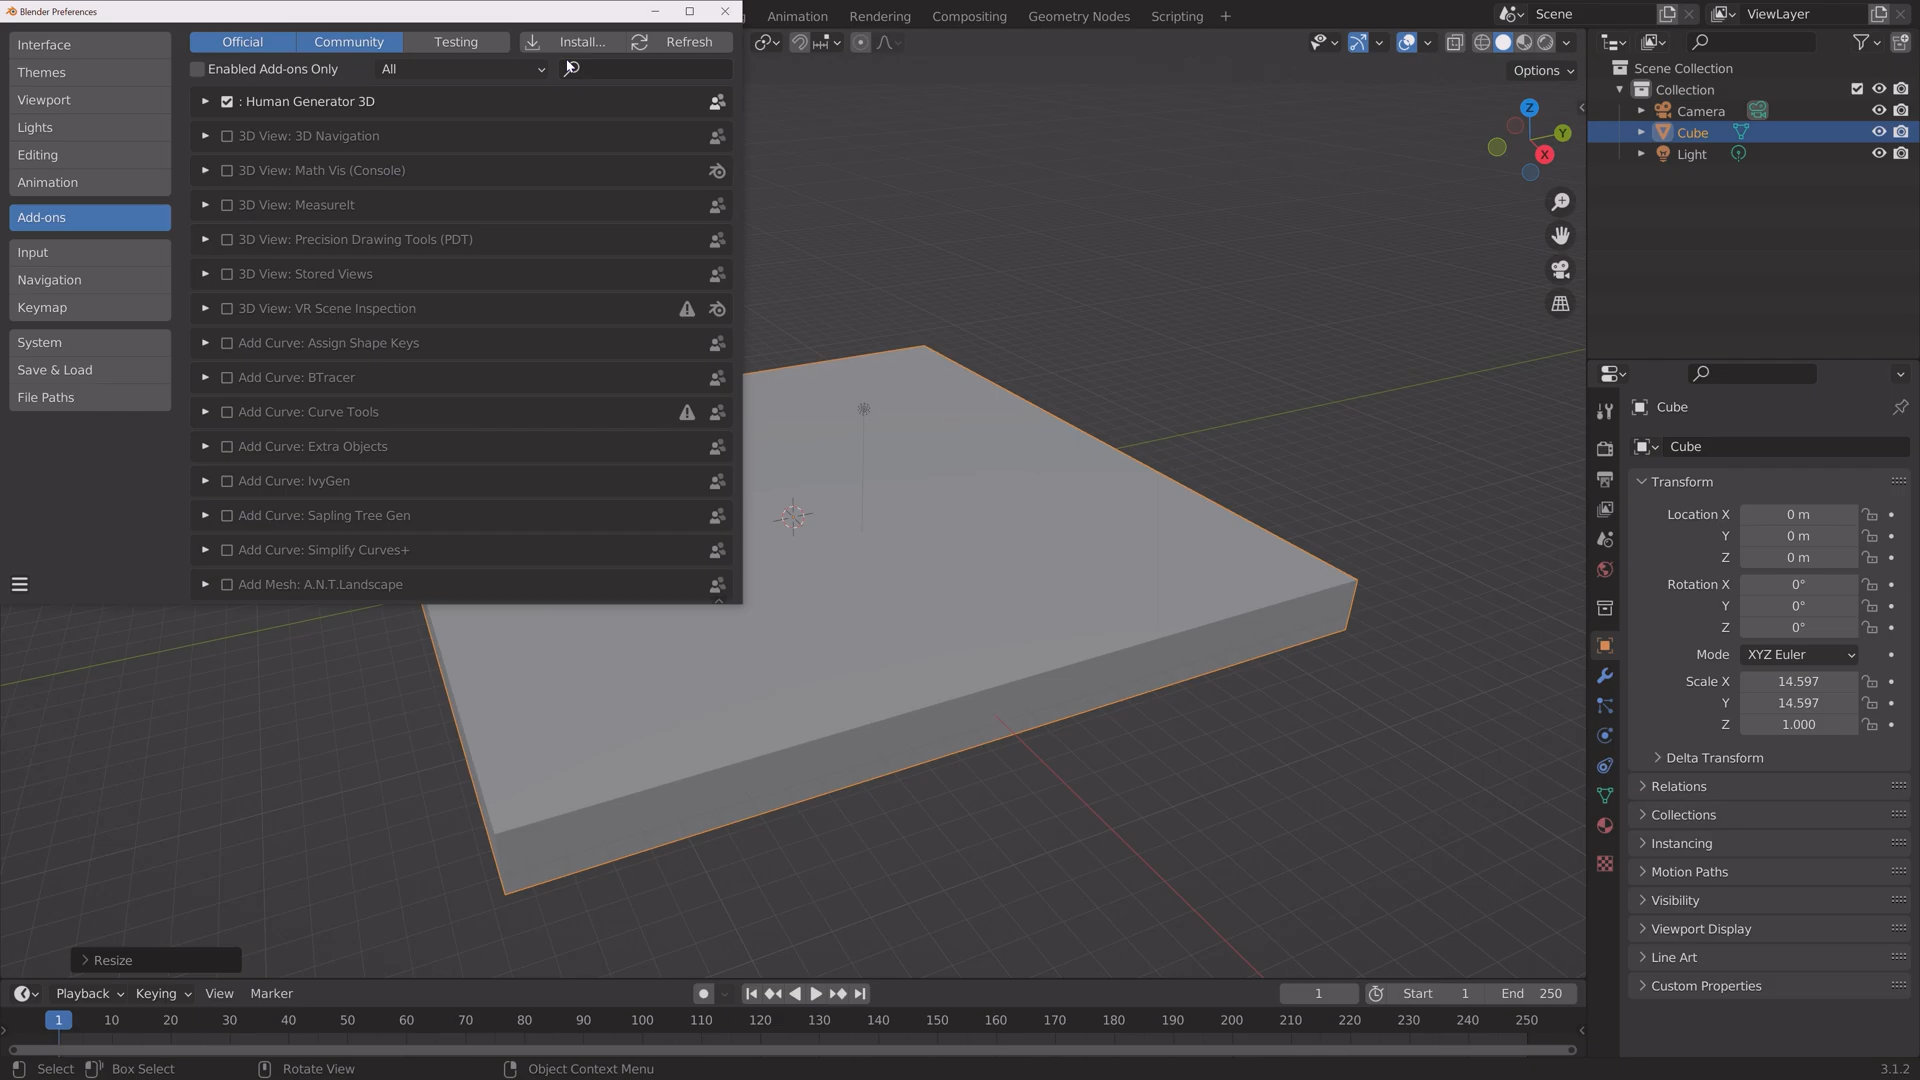 Blender Preferences
Animation Rendering Compositing Geometry Nodes Scripting
Scene
ViewLayer
Interface
Themes
Viewport
Lights
Editing
Animation
Add-ons
Input
Navigation
Keymap
System
Save & Load
File Paths
Official Community Testing Install... Refresh
Enabled Add-ons Only All
: Human Generator 3D
3D View: 3D Navigation
3D View: Math Vis (Console)
3D View: MeasureIt
3D View: Precision Drawing Tools (PDT)
3D View: Stored Views
3D View: VR Scene Inspection
Add Curve: Assign Shape Keys
Add Curve: BTracer
Add Curve: Curve Tools
Add Curve: Extra Objects
Add Curve: IvyGen
Add Curve: Sapling Tree Gen
Add Curve: Simplify Curves+
Add Mesh: A.N.T.Landscape
Options
Z
Y
X
Scene Collection
Collection
Camera
Cube
Light
Cube
Cube
Transform
Location X 0 m
Y 0 m
Z 0 m
Rotation X 0°
Y 0°
Z 0°
Mode XYZ Euler
Scale X 14.597
Y 14.597
Z 1.000
Delta Transform
Relations
Collections
Instancing
Motion Paths
Visibility
Viewport Display
Line Art
Custom Properties
Resize
Playback Keying View Marker
1 Start 1 End 250
1 10 20 30 40 50 60 70 80 90 100 110 120 130 140 150 160 170 180 190 200 210 220 230 240 250
Select Box Select Rotate View Object Context Menu 3.1.2